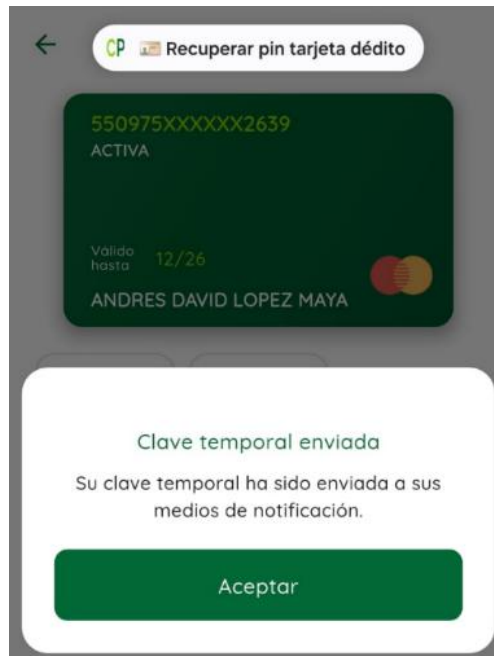 CP Recuperar pin tarjeta dédito
550975XXXXXX2639
ACTIVA
Válido
hasta 12/26
ANDRES DAVID LOPEZ MAYA
Clave temporal enviada
Su clave temporal ha sido enviada a sus
medios de notificación.
Aceptar